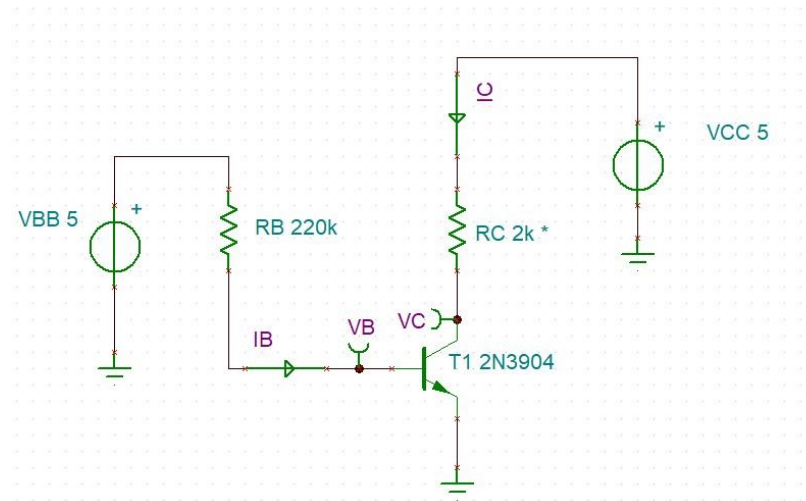 IC
+
VCC 5
VBB 5
+
RB 220k
RC 2k *
VC
VB
IB
T1 2N3904